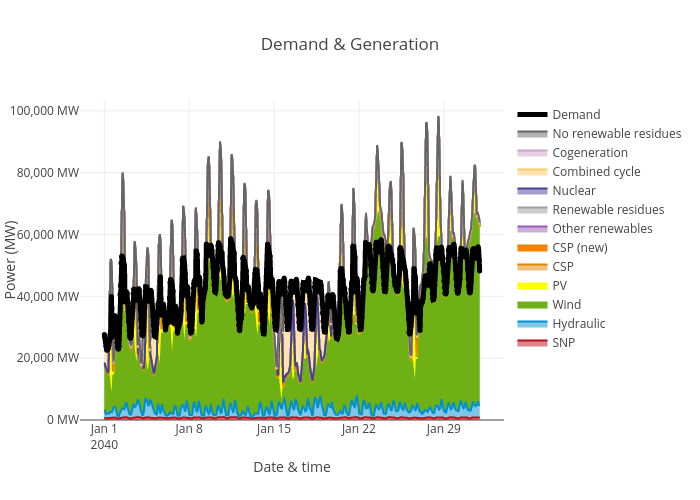 Demand & Generation
100,000 MW
80,000 MW
60,000 MW
40,000 MW
20,000 MW
0 MW
Power (MW)
Jan 1
2040
Jan 8
Jan 15
Jan 22
Jan 29
Date & time
Demand
No renewable residues
Cogeneration
Combined cycle
Nuclear
Renewable residues
Other renewables
CSP (new)
CSP
PV
Wind
Hydraulic
SNP